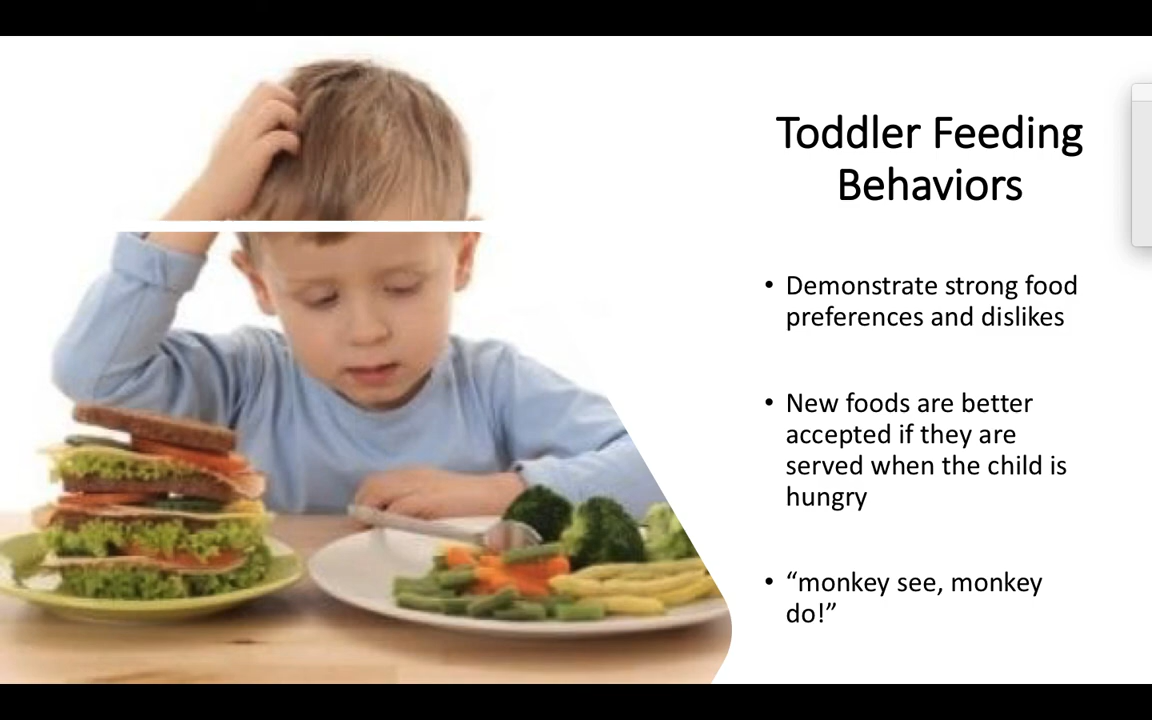 Toddler Feeding
Behaviors
• Demonstrate strong food
preferences and dislikes
• New foods are better
accepted if they are
served when the child is
hungry
• “monkey see, monkey
do!”